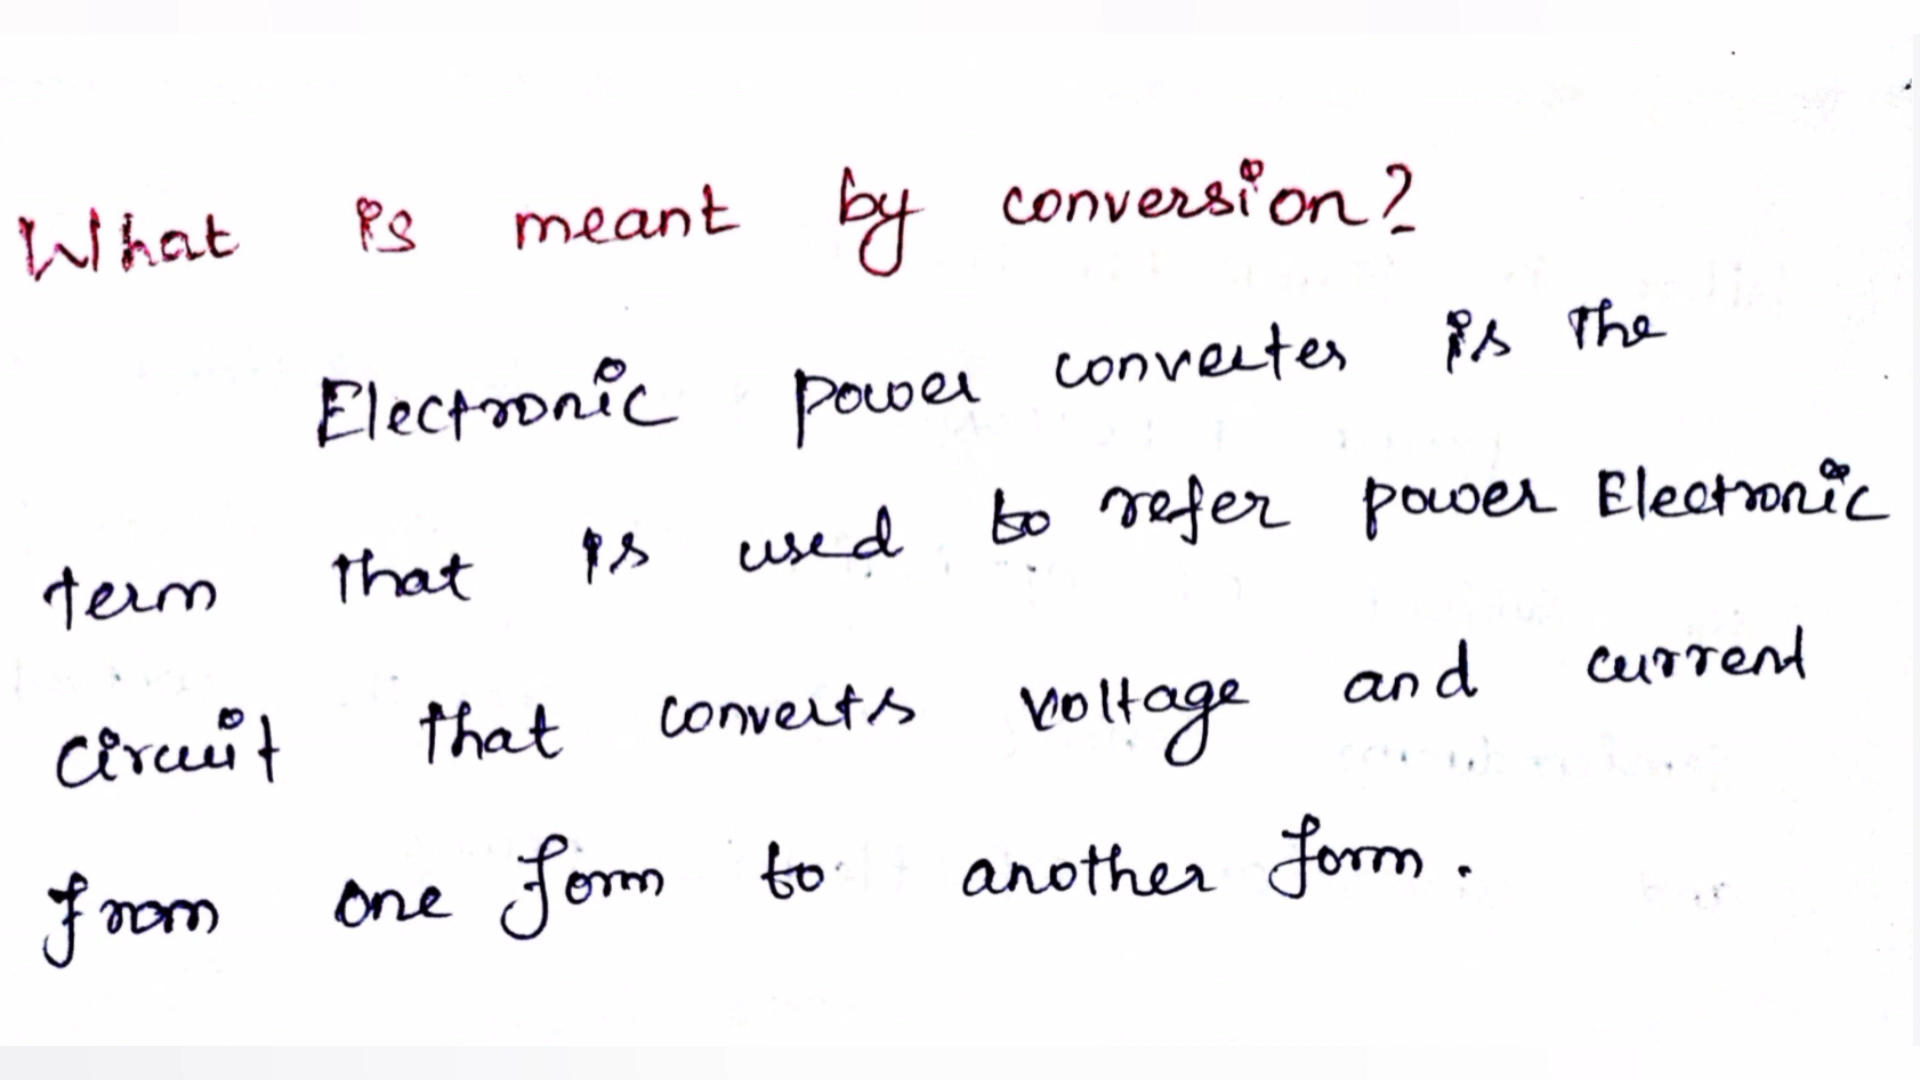 What is meant by conversion?
Electronic power converter is the
term that is used to refer power Electronic
circuit that converts voltage and current
from one form to another form.